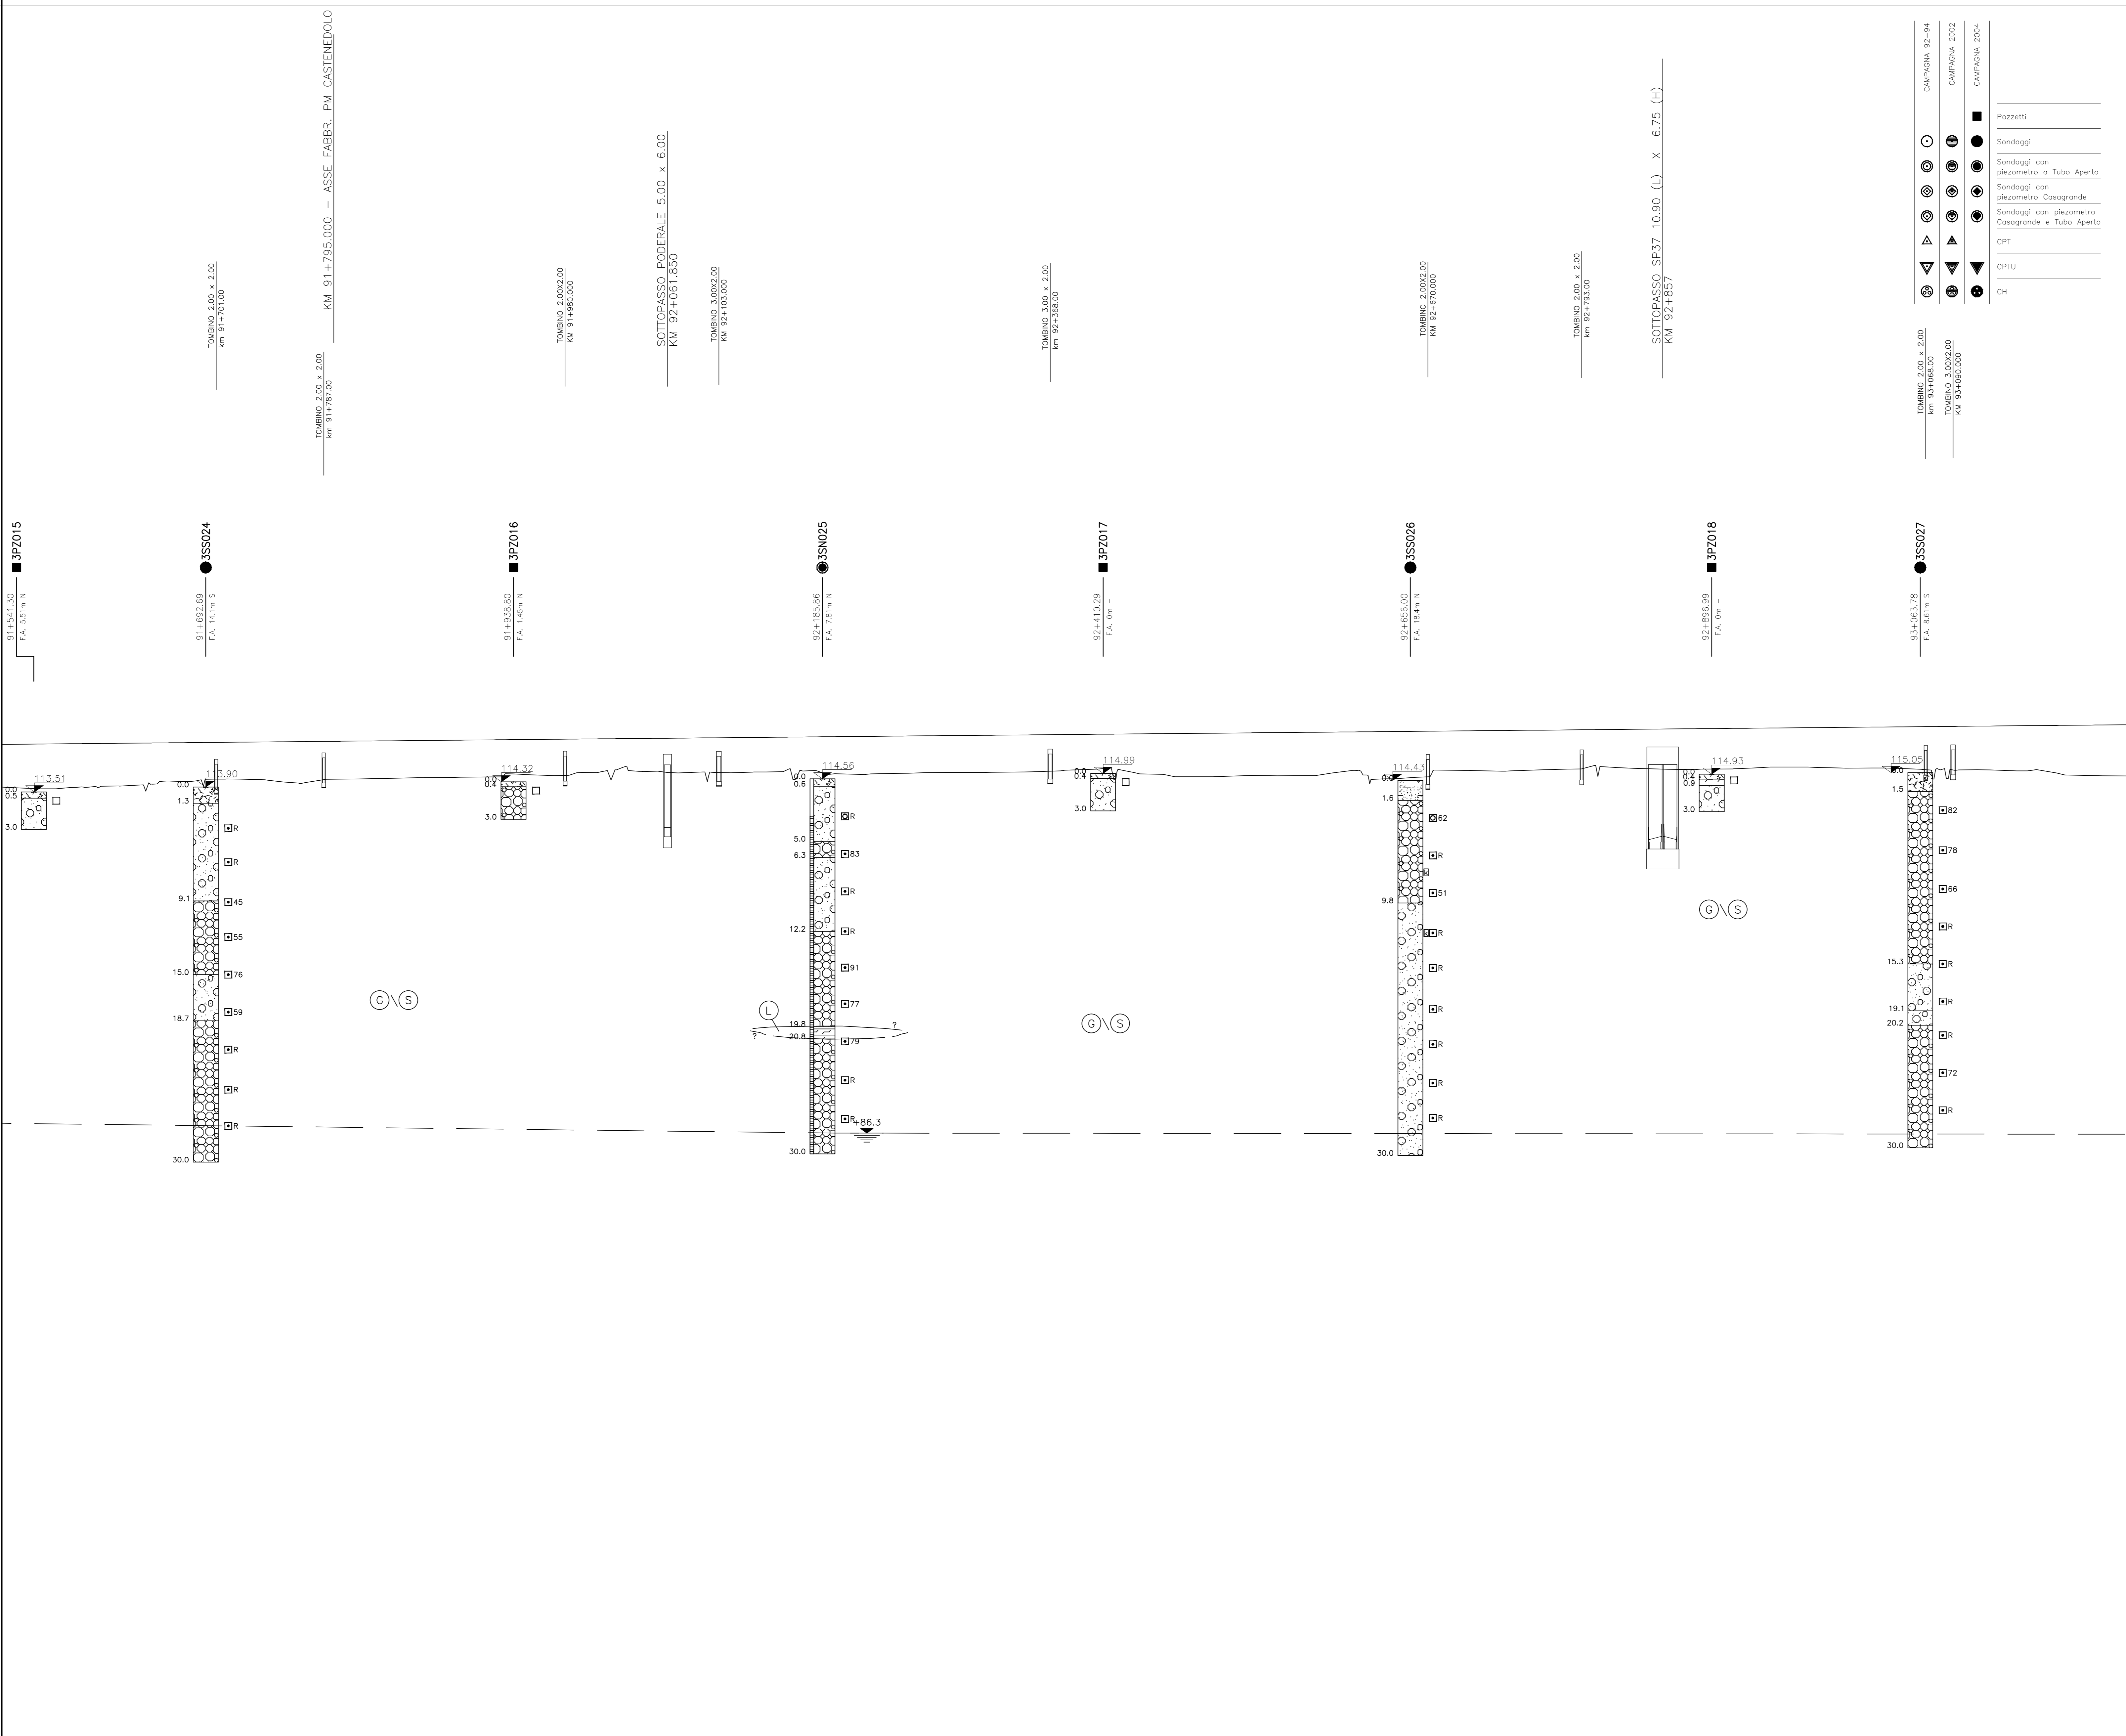 KM 91+795.000 - ASSE FABBR. PM CASTENEDOLO
TOMBINO 2.00 x 2.00
km 91+701.00
TOMBINO 2.00 x 2.00
km 91+787.00
TOMBINO 2.00X2.00
KM 91+980.000
SOTTOPASSO PODERALE 5.00 x 6.00
KM 92+061.850
TOMBINO 3.00X2.00
KM 92+103.000
TOMBINO 3.00 x 2.00
km 92+368.00
TOMBINO 2.00X2.00
KM 92+670.000
TOMBINO 2.00 x 2.00
km 92+793.00
SOTTOPASSO SP37 10.90 (L) X 6.75 (H)
KM 92+857
TOMBINO 2.00 x 2.00
km 93+068.00
TOMBINO 3.00X2.00
KM 93+090.000
CAMPAGNA 92-94
CAMPAGNA 2002
CAMPAGNA 2004
Pozzetti
Sondaggi
Sondaggi con
piezometro a Tubo Aperto
Sondaggi con
piezometro Casagrande
Sondaggi con piezometro
Casagrande e Tubo Aperto
CPT
CPTU
CH
3PZ015
91+541.30
F.A. 5.51m N
3SS024
91+692.69
F.A. 14.1m S
3PZ016
91+938.80
F.A. 1.45m N
3SN025
92+185.86
F.A. 7.81m N
3PZ017
92+410.29
F.A. 0m -
3SS026
92+656.00
F.A. 18.4m N
3PZ018
92+896.99
F.A. 0m -
3SS027
93+063.78
F.A. 8.61m S
113.51
0.0
0.5
3.0
113.90
0.0
1.3
R
R
9.1
45
55
15.0
76
59
18.7
R
R
R
30.0
G\S
114.32
0.0
0.4
3.0
114.56
0.0
0.6
R
5.0
83
6.3
R
12.2
R
91
77
L
19.8
?
?
20.8
79
R
R
+86.3
30.0
114.99
0.0
0.4
3.0
G\S
114.43
0.0
1.6
62
R
51
9.8
R
R
R
R
R
R
30.0
114.93
0.0
0.4
0.9
3.0
G\S
115.05
0.0
1.5
82
78
66
R
15.3
R
R
19.1
20.2
R
72
R
30.0